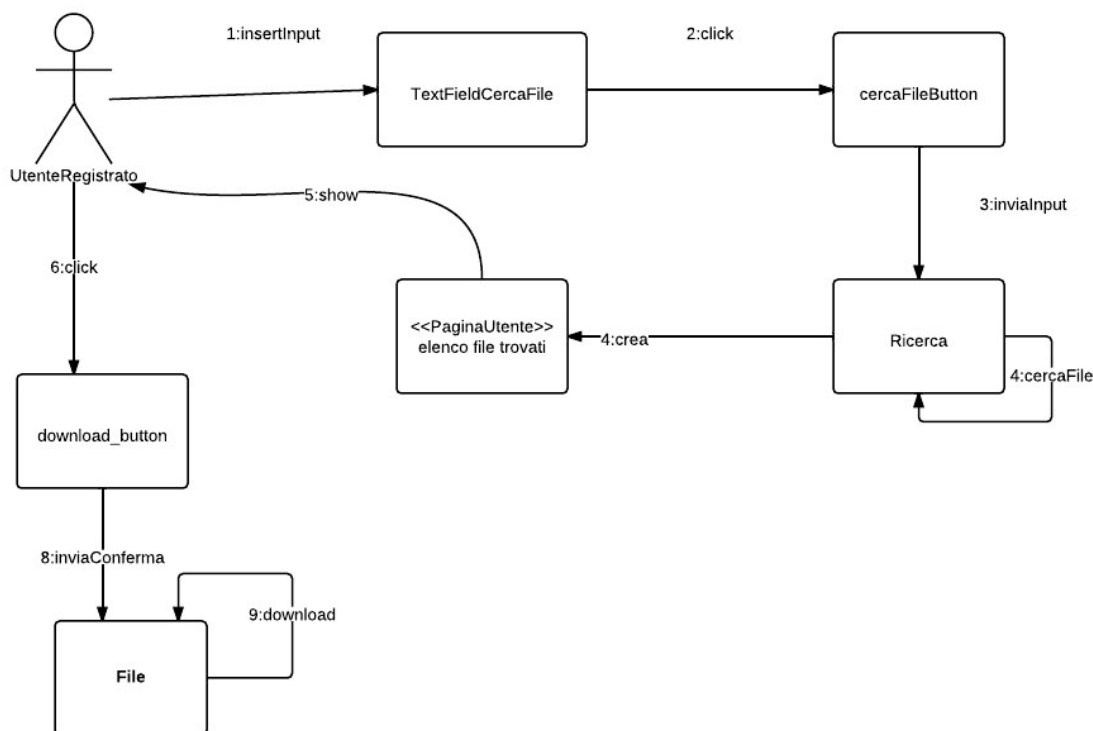 1:insertInput
2:click
TextFieldCercaFile
cercaFileButton
UtenteRegistrato
5:show
3:inviaInput
6:click
<<PaginaUtente>>
elenco file trovati
4:crea
Ricerca
4:cercaFile
download_button
8:inviaConferma
9:download
File